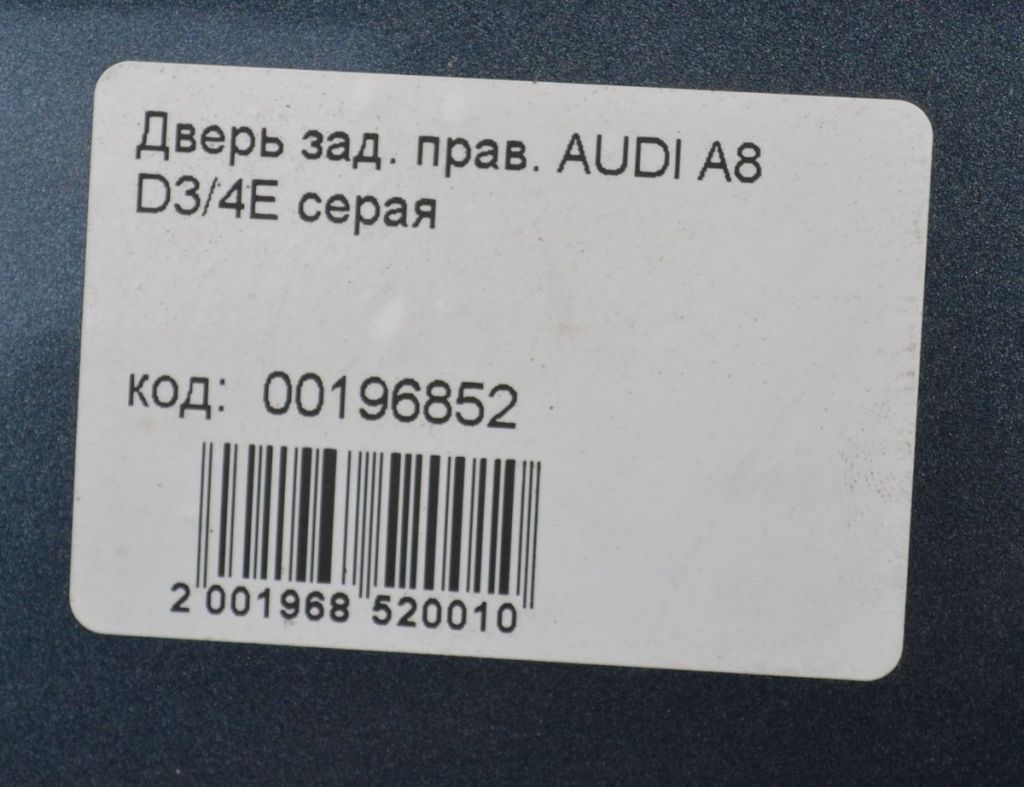 Дверь зад. прав. AUDI A8
D3/4E серая
код: 00196852
2 001968 520010